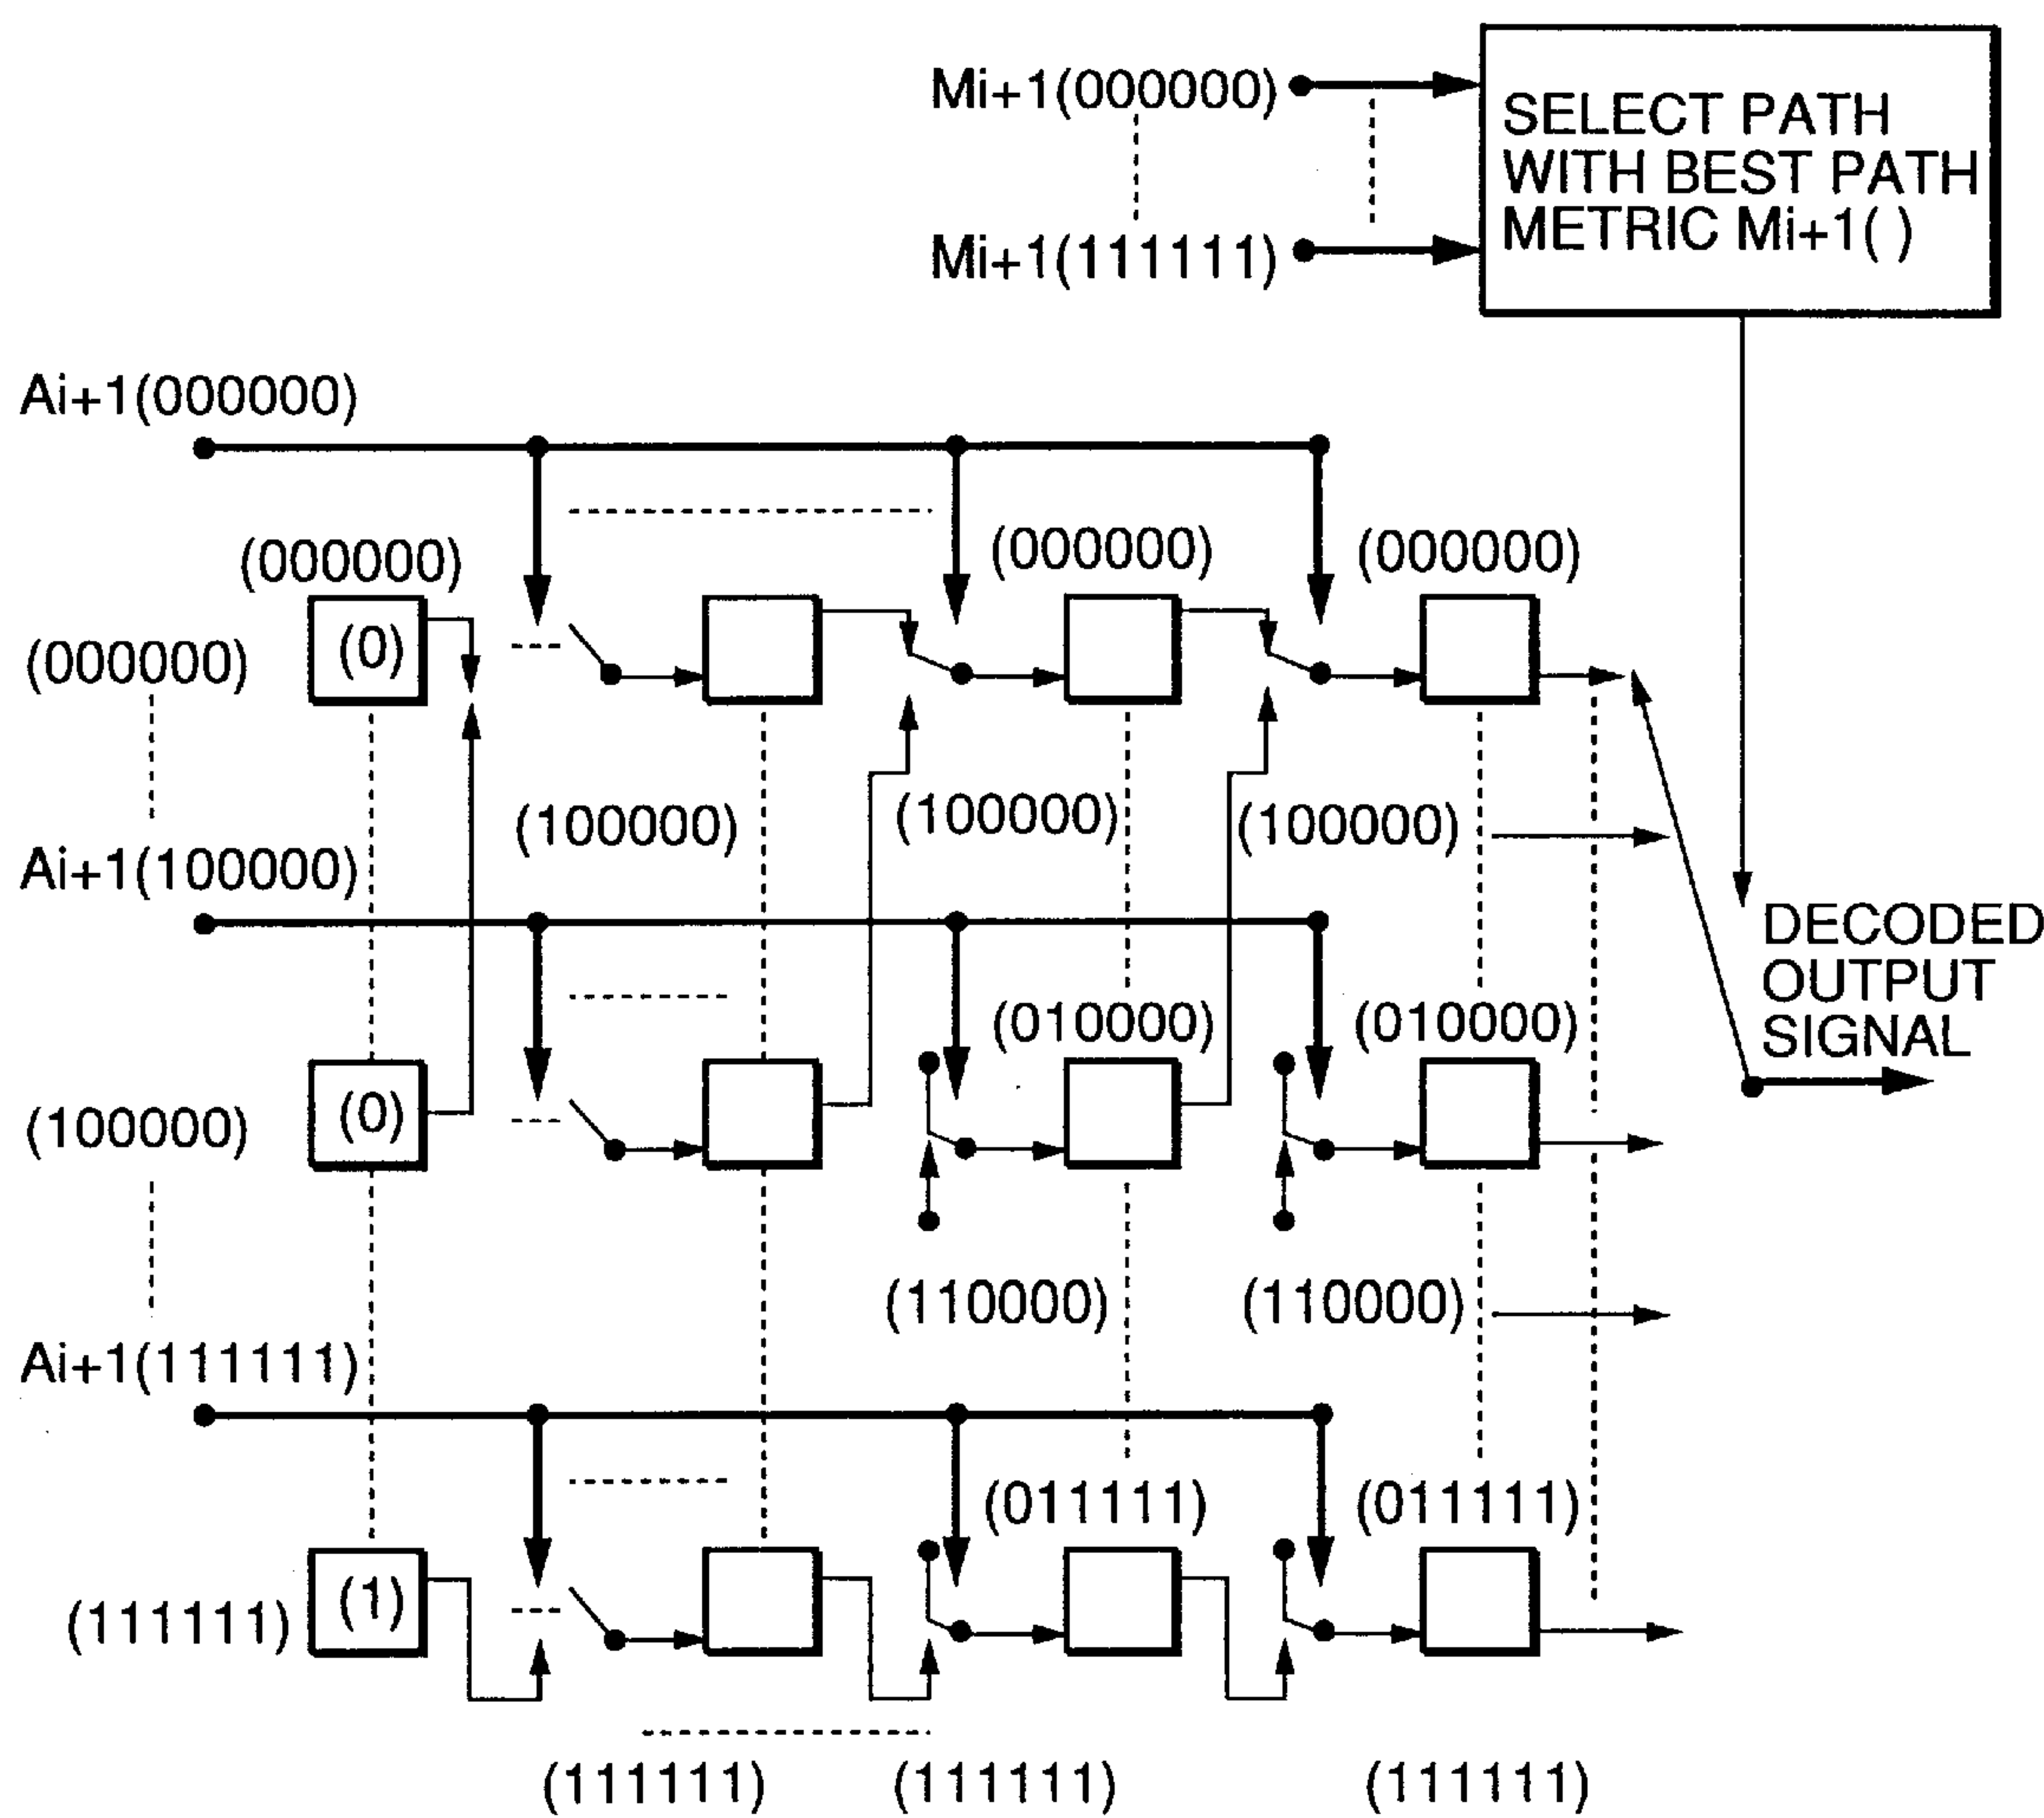 Mi+1(000000)
SELECT PATH
WITH BEST PATH
METRIC Mi+1( )
Mi+1(111111)
Ai+1(000000)
(000000)
(000000)
(000000)
(000000)
(0)
(100000)
(100000)
(100000)
Ai+1(100000)
DECODED
OUTPUT
SIGNAL
(010000)
(010000)
(100000)
(0)
(110000)
(110000)
Ai+1(111111)
(011111)
(011111)
(111111)
(1)
(111111)
(111111)
(111111)